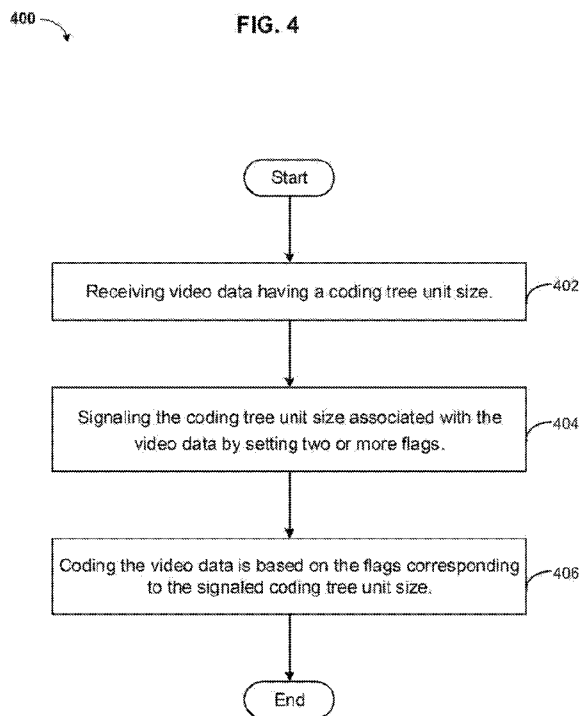 400
FIG. 4
Start
Receiving video data having a coding tree unit size.
402
Signaling the coding tree unit size associated with the
video data by setting two or more flags.
404
Coding the video data is based on the flags corresponding
to the signaled coding tree unit size.
406
End